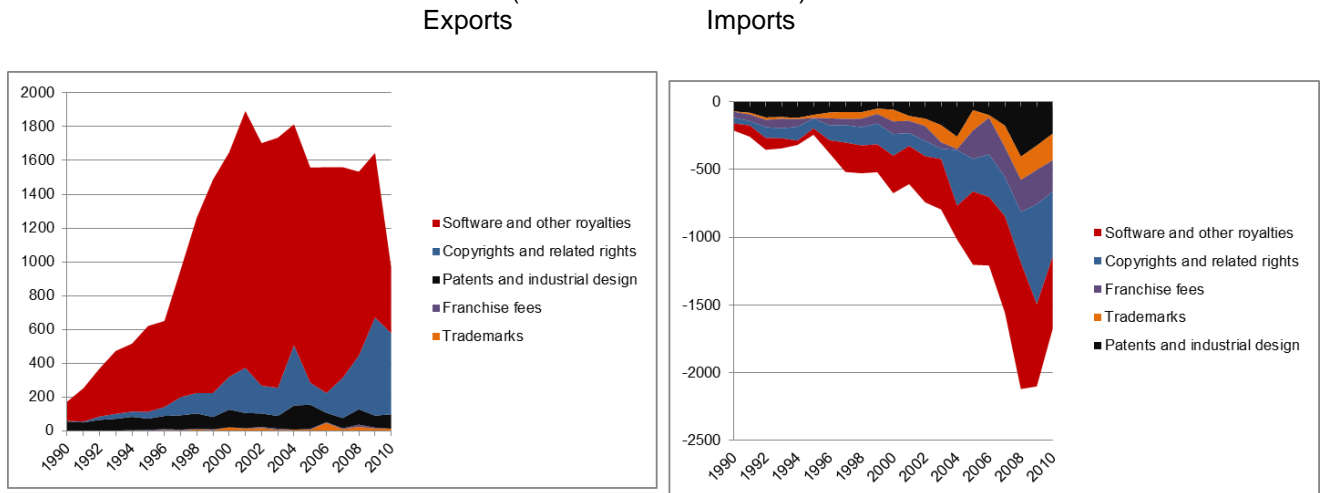 Exports Imports
2000
1800
1600
1400
1200
1000
800
600
400
200
0
1990 1992 1994 1996 1998 2000 2002 2004 2006 2008 2010
Software and other royalties
Copyrights and related rights
Patents and industrial design
Franchise fees
Trademarks
0
-500
-1000
-1500
-2000
-2500
1990 1992 1994 1996 1998 2000 2002 2004 2006 2008 2010
Software and other royalties
Copyrights and related rights
Franchise fees
Trademarks
Patents and industrial design